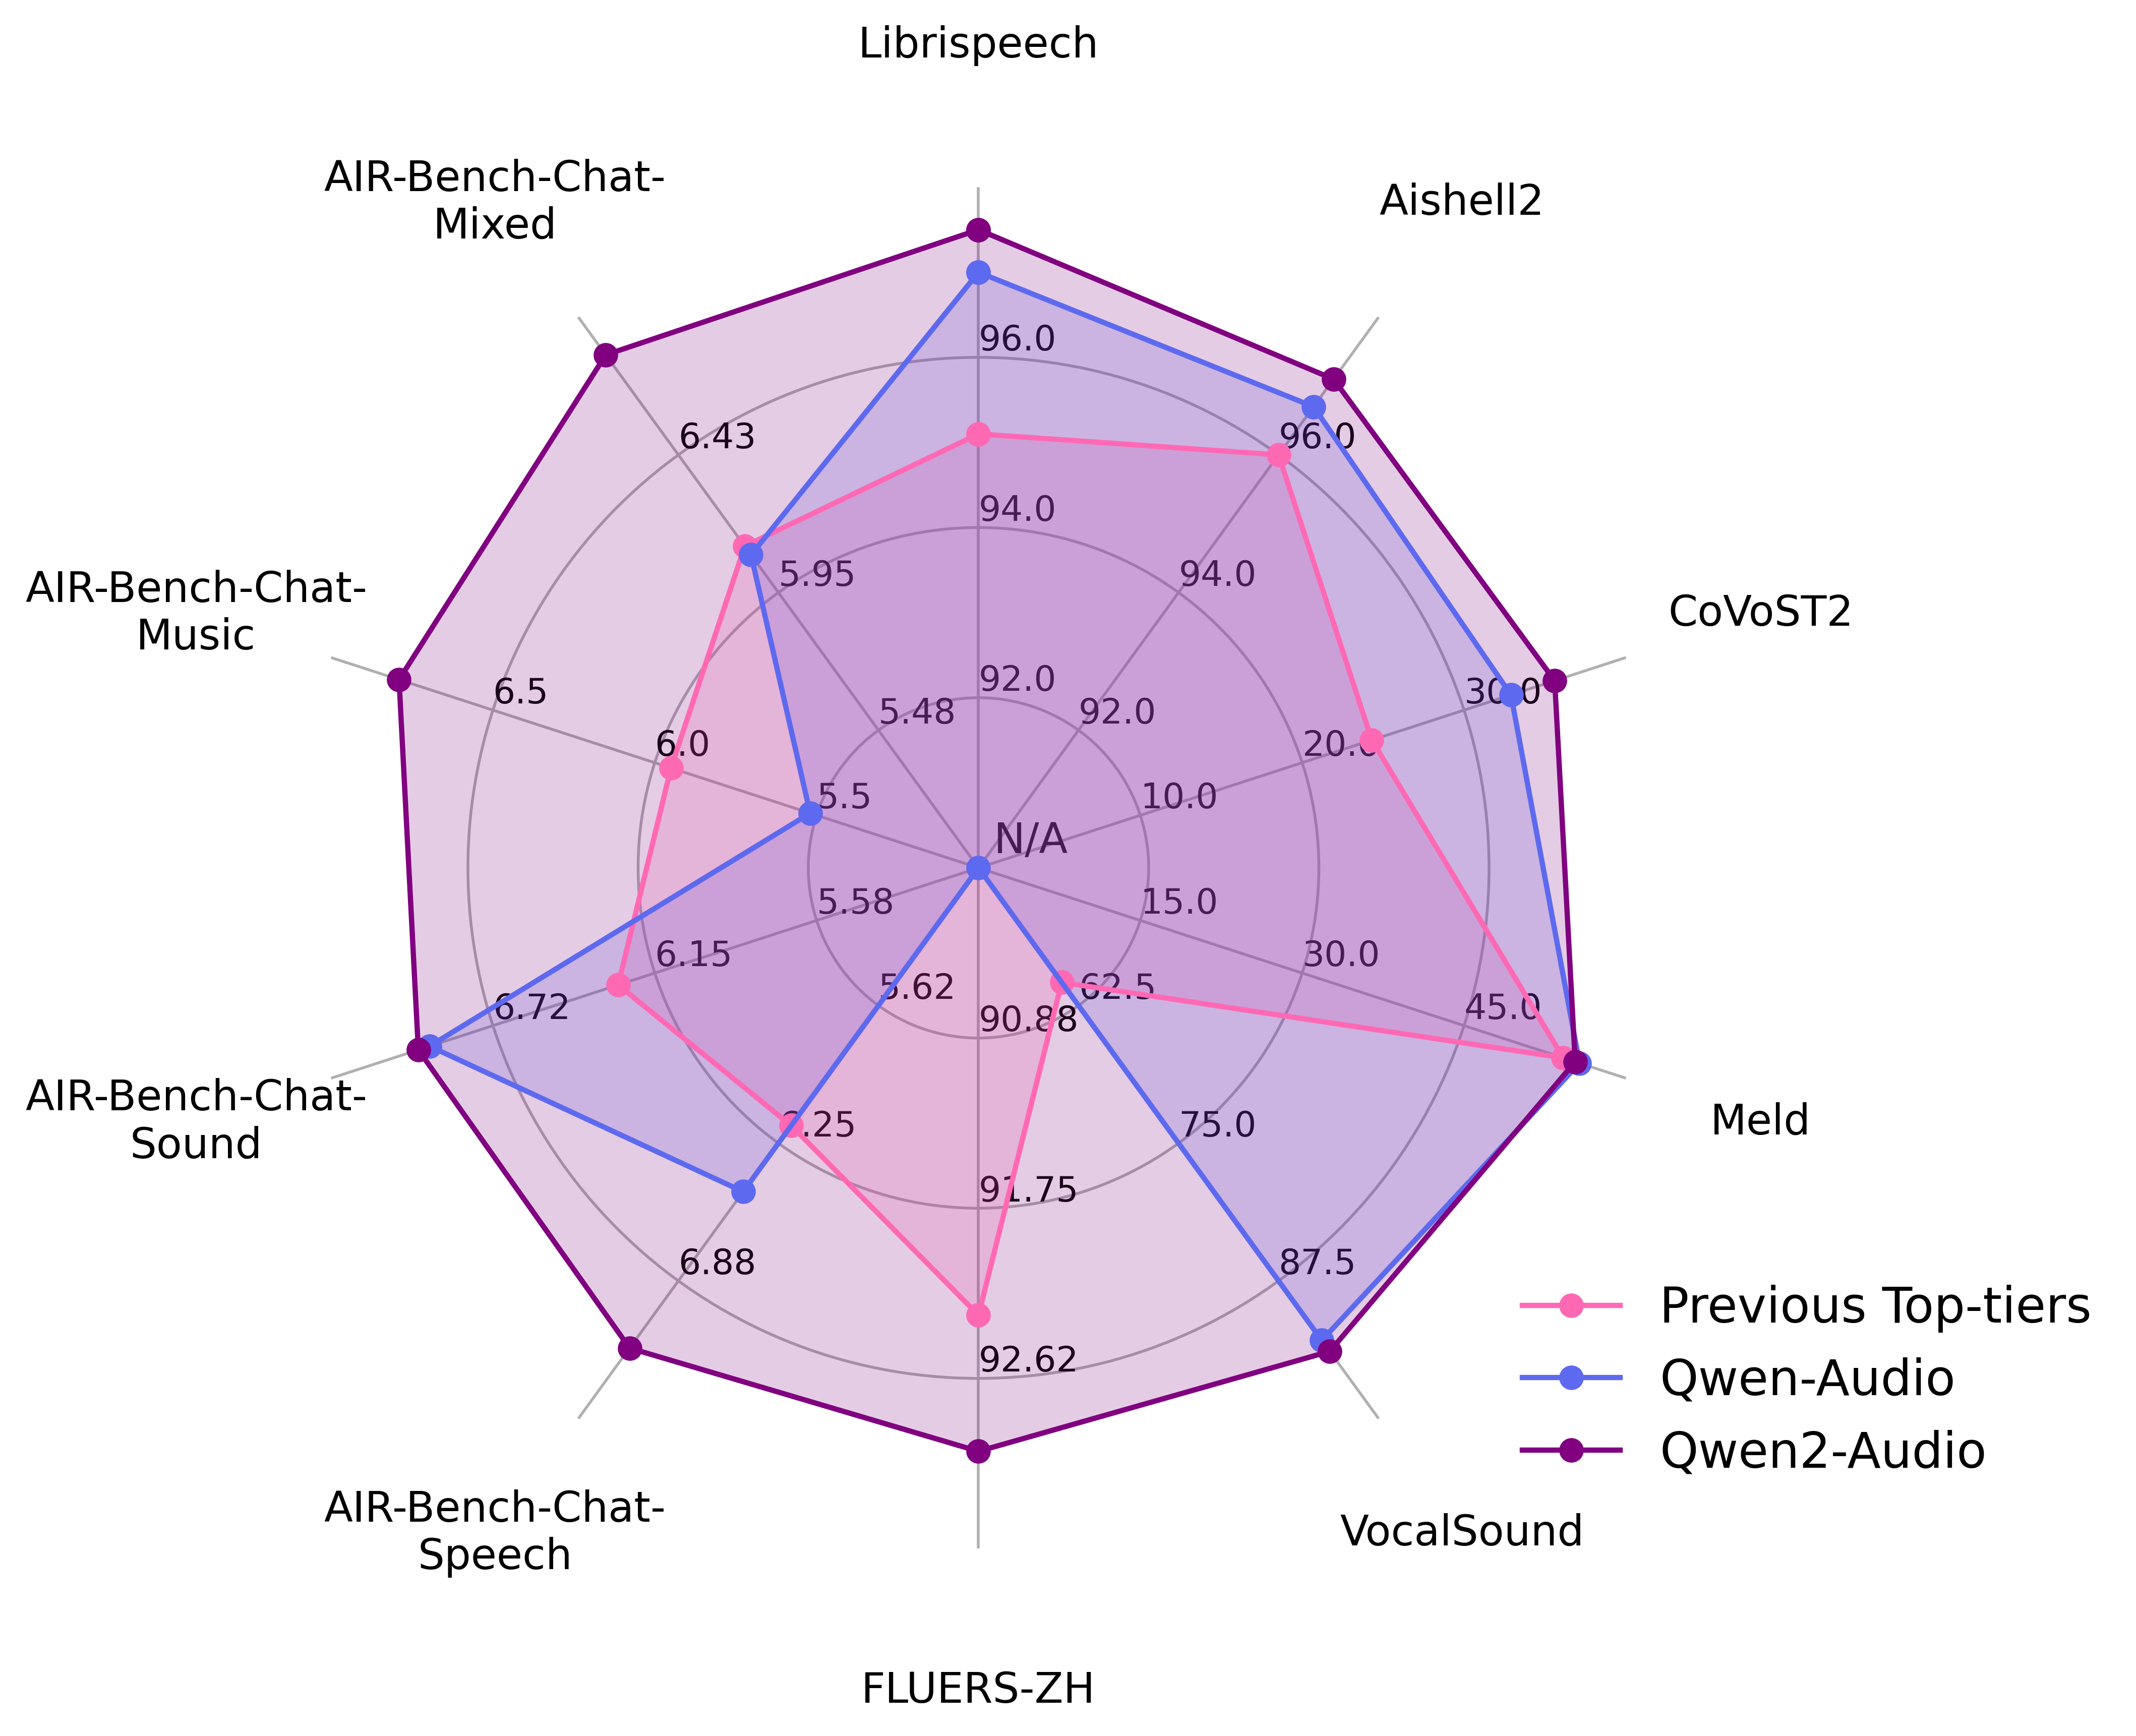 Librispeech
AIR-Bench-Chat-
Mixed
Aishell2
96.0
6.43
96.0
94.0
5.95
94.0
AIR-Bench-Chat-
Music
CoVoST2
92.0
6.5
30.0
5.48
92.0
6.0
20.0
5.5
10.0
N/A
5.58
15.0
6.15
30.0
5.62
62.5
6.72
45.0
90.88
AIR-Bench-Chat-
Sound
Meld
6.25
75.0
91.75
6.88
87.5
92.62
Previous Top-tiers
Qwen-Audio
Qwen2-Audio
AIR-Bench-Chat-
Speech
VocalSound
FLUERS-ZH